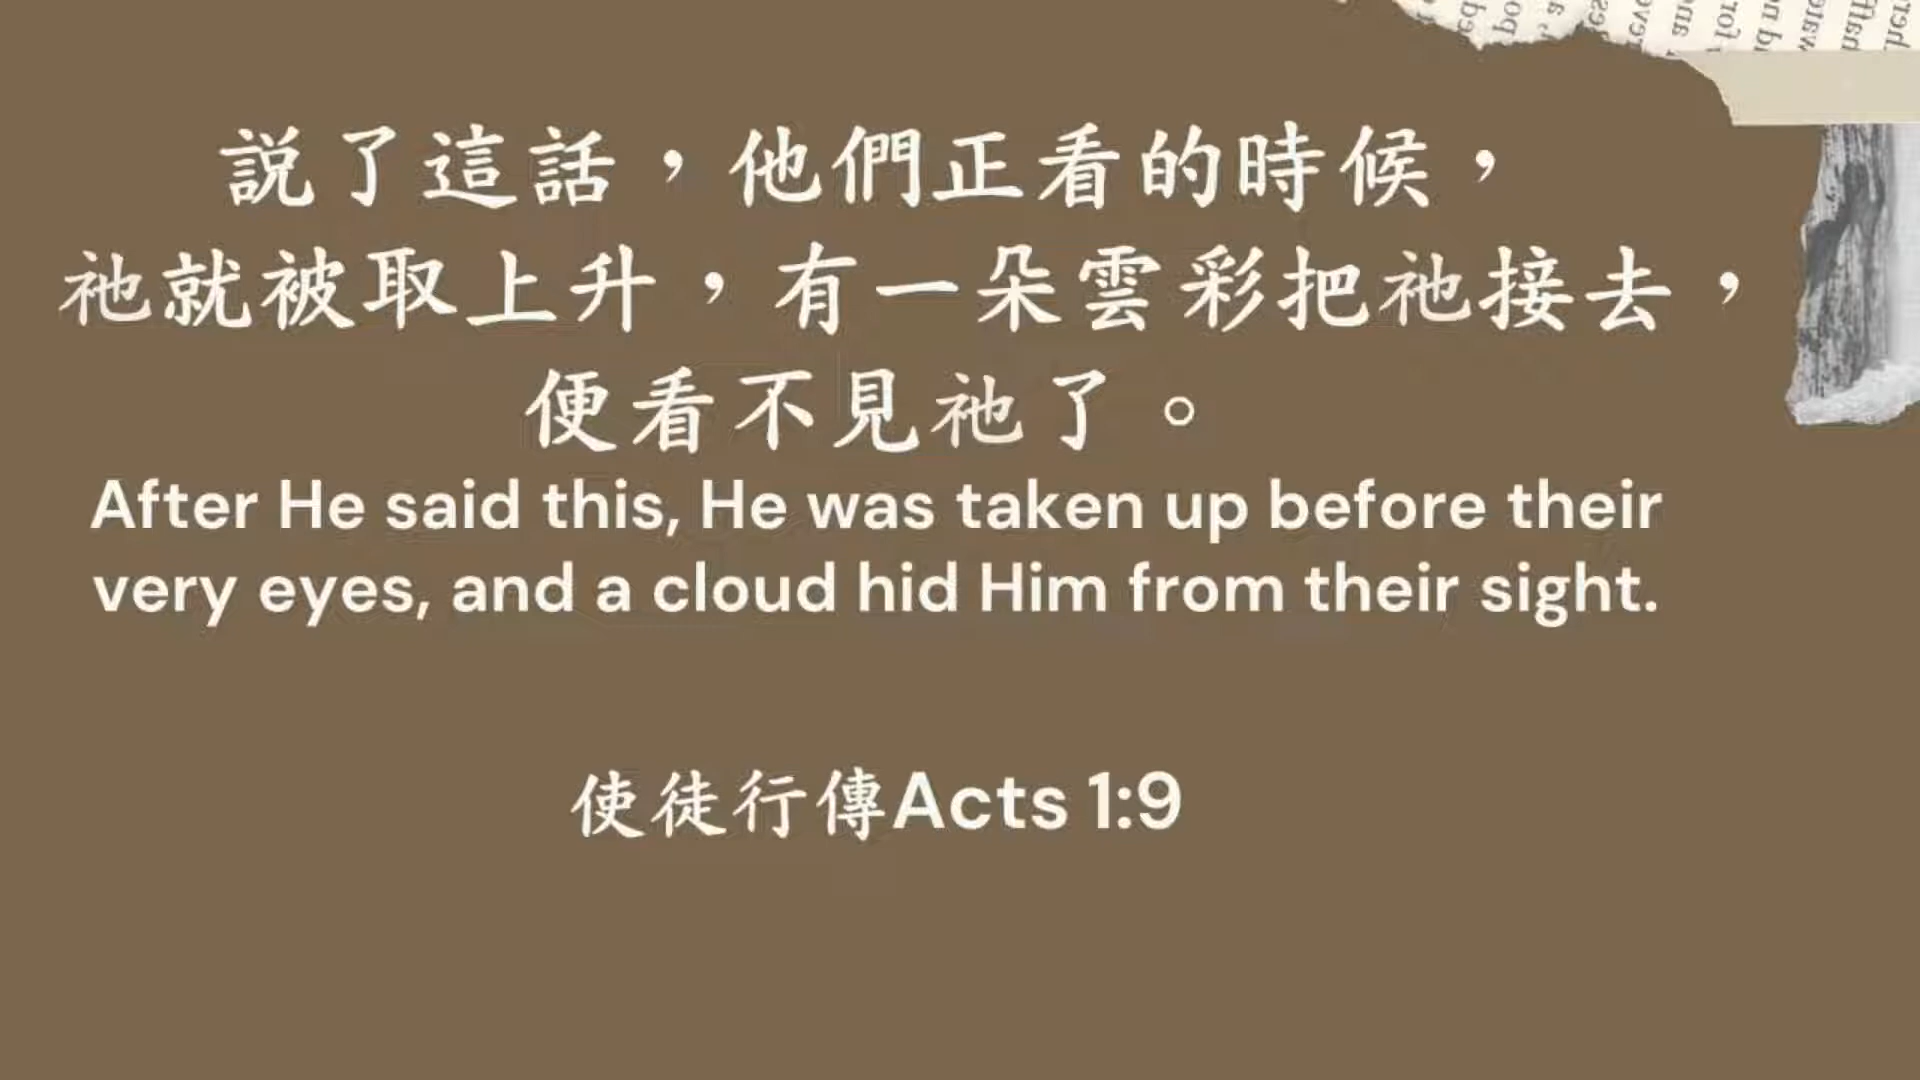 説了這話，他們正看的時候，
祂就被取上升，有一朵雲彩把祂接去，
便看不見祂了。
After He said this, He was taken up before their
very eyes, and a cloud hid Him from their sight.
使徒行傳Acts 1:9